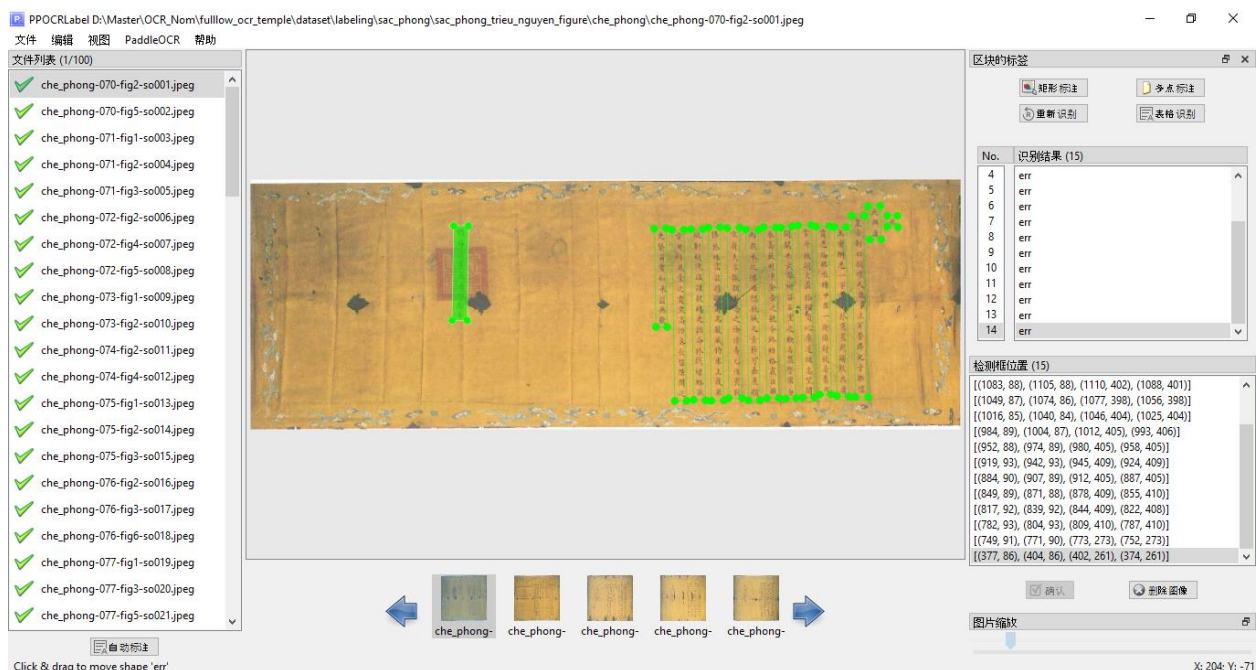 PPOCRLabel D:\Master\OCR_Nom\fulllow_ocr_temple\dataset\labeling\sac_phong\sac_phong_trieu_nguyen_figure\che_phong\che_phong-070-fig2-so001.jpeg
文件 编辑 视图 PaddleOCR 帮助
文件列表 (1/100)
che_phong-070-fig2-so001.jpeg
che_phong-070-fig5-so002.jpeg
che_phong-071-fig1-so003.jpeg
che_phong-071-fig2-so004.jpeg
che_phong-071-fig3-so005.jpeg
che_phong-072-fig2-so006.jpeg
che_phong-072-fig4-so007.jpeg
che_phong-072-fig5-so008.jpeg
che_phong-073-fig1-so009.jpeg
che_phong-073-fig2-so010.jpeg
che_phong-074-fig2-so011.jpeg
che_phong-074-fig4-so012.jpeg
che_phong-075-fig1-so013.jpeg
che_phong-075-fig2-so014.jpeg
che_phong-075-fig3-so015.jpeg
che_phong-076-fig2-so016.jpeg
che_phong-076-fig3-so017.jpeg
che_phong-076-fig6-so018.jpeg
che_phong-077-fig1-so019.jpeg
che_phong-077-fig3-so020.jpeg
che_phong-077-fig5-so021.jpeg
自动标注
Click & drag to move shape 'err'
che_phong- che_phong- che_phong- che_phong- che_phong-
区块的标签
矩形标注 多点标注
重新识别 表格识别
No. 识别结果 (15)
4 err
5 err
6 err
7 err
8 err
9 err
10 err
11 err
12 err
13 err
14 err
检测框位置 (15)
[(1083, 88), (1105, 88), (1110, 402), (1088, 401)]
[(1049, 87), (1074, 86), (1077, 398), (1056, 398)]
[(1016, 85), (1040, 84), (1046, 404), (1025, 404)]
[(984, 89), (1004, 87), (1012, 405), (993, 406)]
[(952, 88), (974, 89), (980, 405), (958, 405)]
[(919, 93), (942, 93), (945, 409), (924, 409)]
[(884, 90), (907, 89), (912, 405), (887, 405)]
[(849, 89), (871, 88), (878, 409), (855, 410)]
[(817, 92), (839, 92), (844, 409), (822, 408)]
[(782, 93), (804, 93), (809, 410), (787, 410)]
[(749, 91), (771, 90), (773, 273), (752, 273)]
[(377, 86), (404, 86), (402, 261), (374, 261)]
确认 删除图像
图片缩放
X: 204; Y: -71